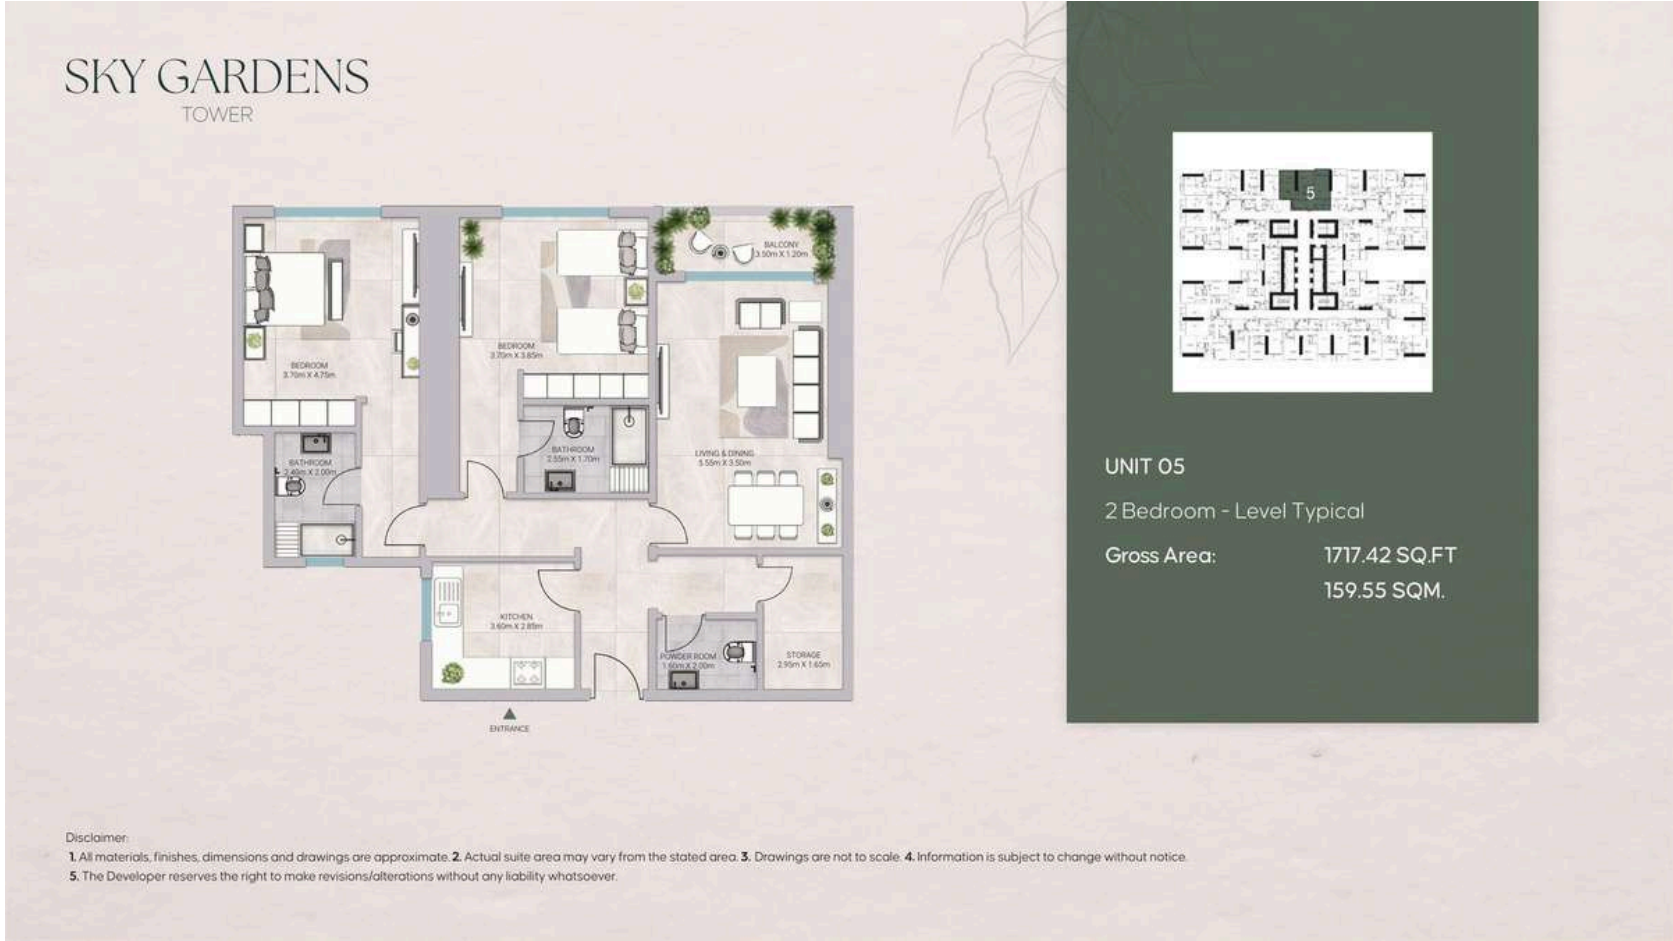 SKY GARDENS
TOWER
BALCONY
3.50m X 1.20m
BEDROOM
3.70m X 3.85m
BEDROOM
3.70m X 4.75m
BATHROOM
2.55m X 1.70m
LIVING & DINING
5.55m X 3.50m
BATHROOM
2.40m X 2.00m
KITCHEN
3.60m X 2.85m
POWDER ROOM
1.60m X 2.00m
STORAGE
2.95m X 1.65m
ENTRANCE
5
UNIT 05
2 Bedroom - Level Typical
Gross Area: 1717.42 SQ.FT
159.55 SQM.
Disclaimer:
1. All materials, finishes, dimensions and drawings are approximate. 2. Actual suite area may vary from the stated area. 3. Drawings are not to scale. 4. Information is subject to change without notice.
5. The Developer reserves the right to make revisions/alterations without any liability whatsoever.